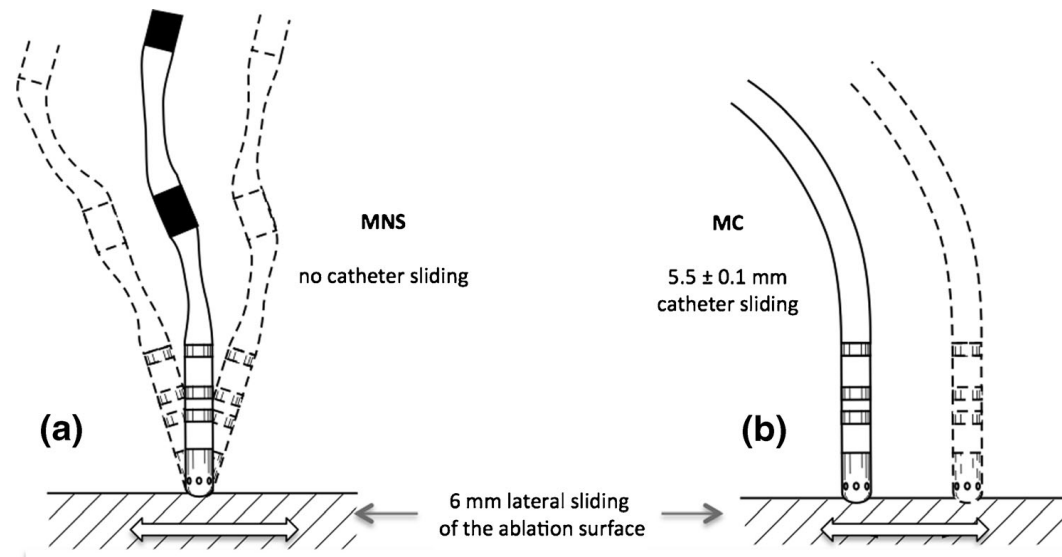 MNS
no catheter sliding
MC
5.5 ± 0.1 mm
catheter sliding
(a)
(b)
6 mm lateral sliding
of the ablation surface